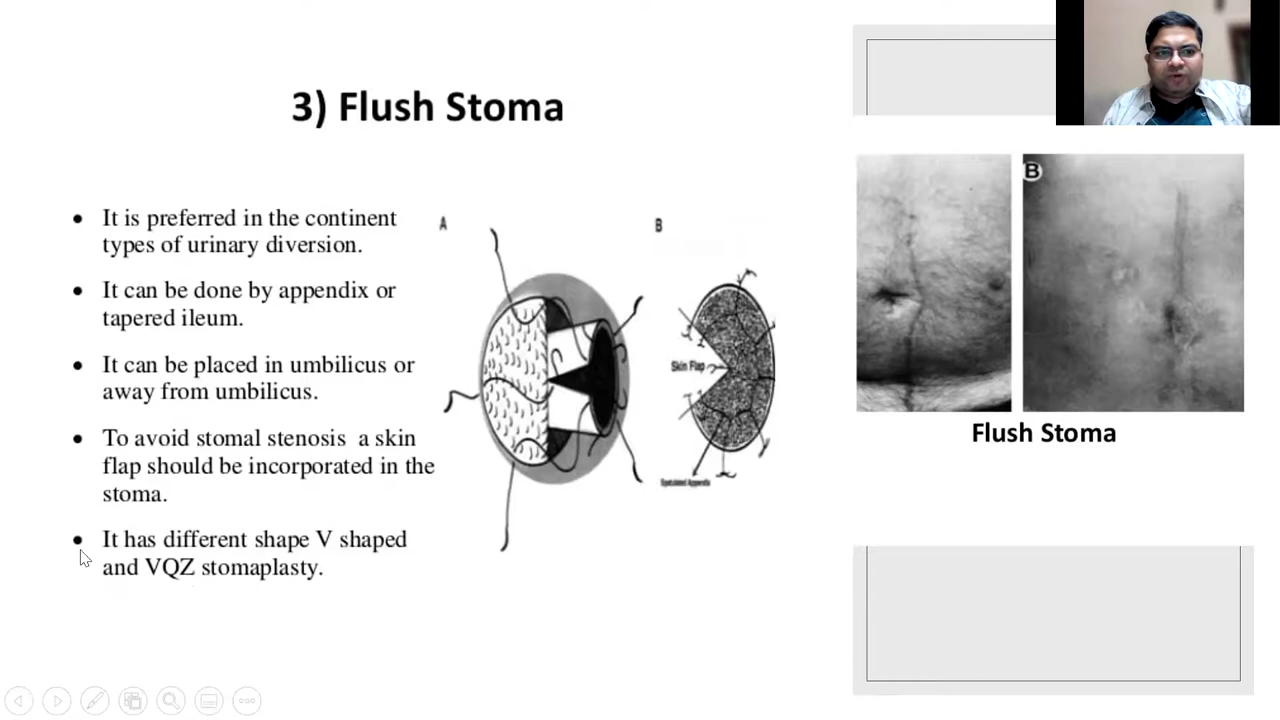 3) Flush Stoma
• It is preferred in the continent
types of urinary diversion.
• It can be done by appendix or
tapered ileum.
• It can be placed in umbilicus or
away from umbilicus.
• To avoid stomal stenosis a skin
flap should be incorporated in the
stoma.
• It has different shape V shaped
and VQZ stomaplasty.
A
B
Skin Flap
Spatulated Appendix
B
Flush Stoma